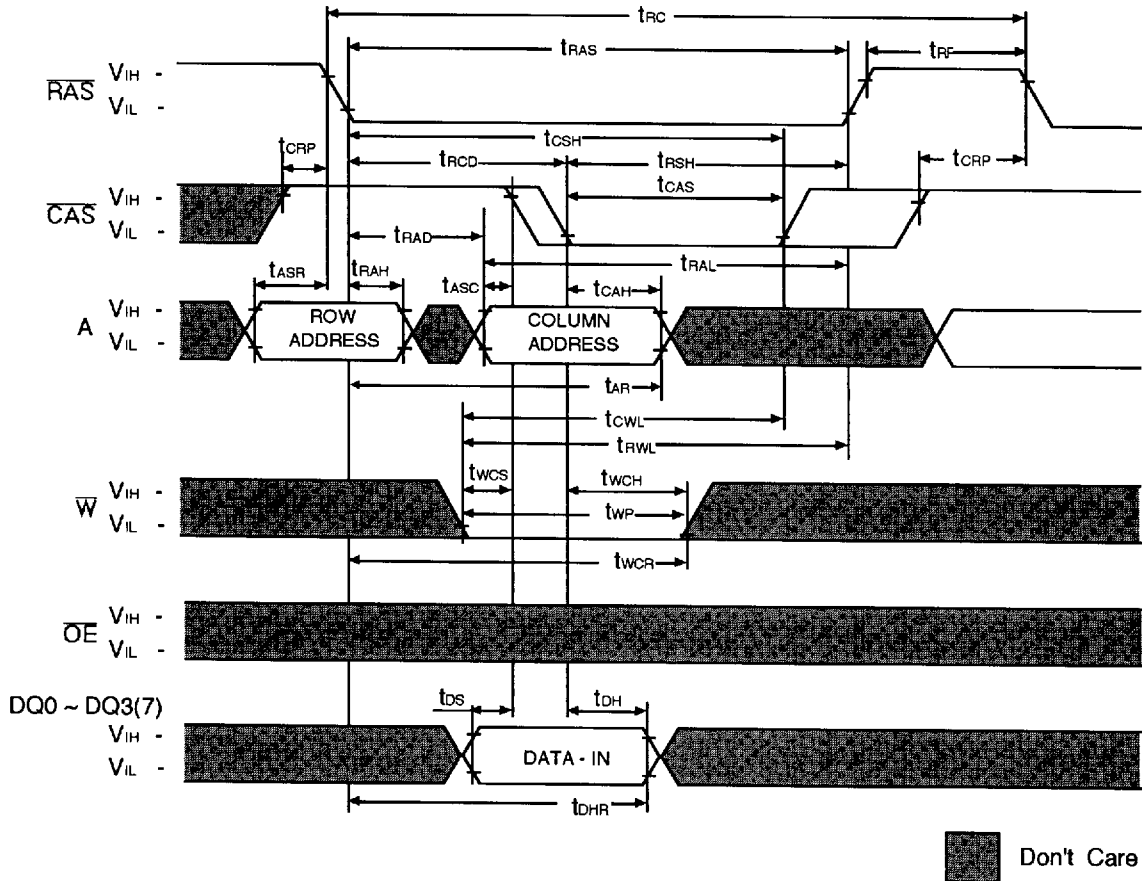 tRC
tRAS
tRP
RAS
VIH -
VIL -
tCSH
tCRP
tRCD
tRSH
tCRP
tCAS
CAS
VIH -
VIL -
tRAD
tRAL
tASR
tRAH
tASC
tCAH
A
VIH -
VIL -
ROW
ADDRESS
COLUMN
ADDRESS
tAR
tCWL
tRWL
tWCS
tWCH
W
VIH -
VIL -
tWP
tWCR
OE
VIH -
VIL -
DQ0 ~ DQ3(7)
tDS
tDH
VIH -
VIL -
DATA - IN
tDHR
Don't Care